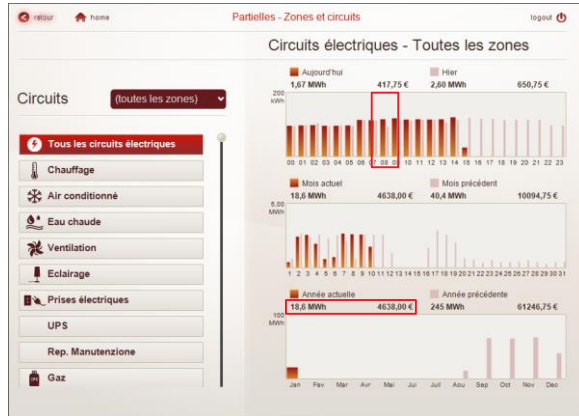 retour home Partielles - Zones et circuits logout
Circuits électriques - Toutes les zones
Circuits (toutes les zones)
Tous les circuits électriques
Chauffage
Air conditionné
Eau chaude
Ventilation
Eclairage
Prises électriques
UPS
Rep. Manutenzione
Gaz
Aujourd'hui Hier
1,67 MWh 417,75 € 2,60 MWh 650,75 €
200
kWh
00 01 02 03 04 05 06 07 08 09 10 11 12 13 14 15 16 17 18 19 20 21 22 23
Mois actuel Mois précédent
18,6 MWh 4638,00 € 40,4 MWh 10094,75 €
5,00
MWh
1 2 3 4 5 6 7 8 9 10 11 12 13 14 15 16 17 18 19 20 21 22 23 24 25 26 27 28 29 30 31
Année actuelle Année précédente
18,6 MWh 4638,00 € 245 MWh 61246,75 €
100
MWh
Jan Fev Mar Avr Mai Jui Juil Aou Sep Oct Nov Dec